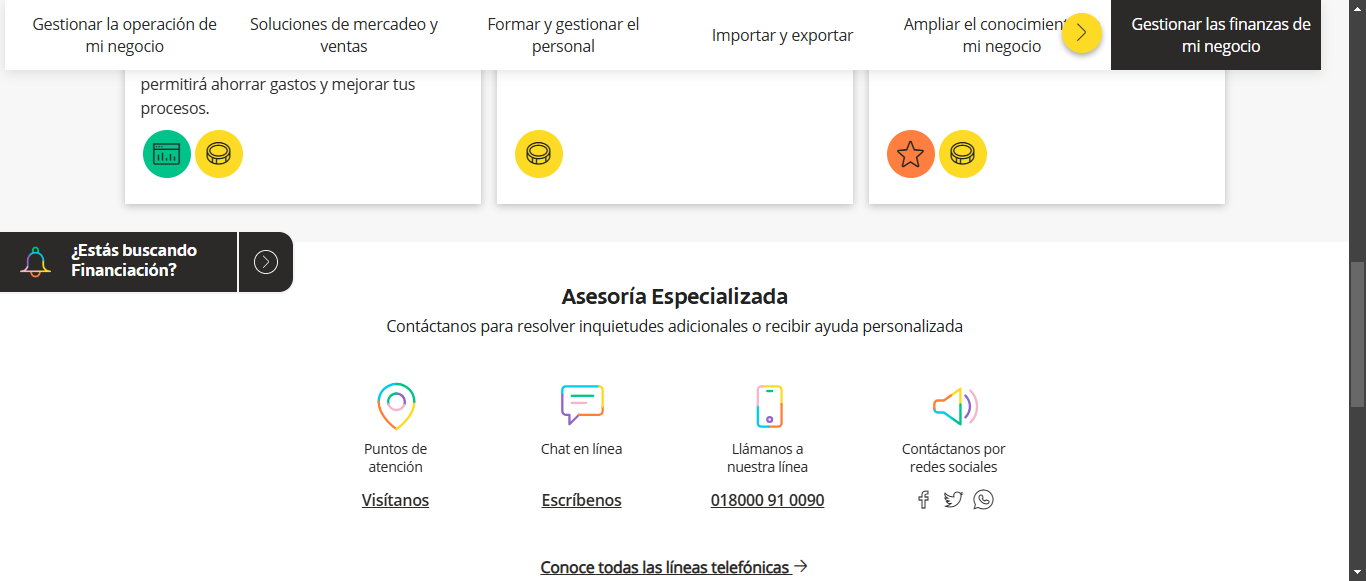 Gestionar la operación de
mi negocio
Soluciones de mercadeo y
ventas
Formar y gestionar el
personal
Importar y exportar
Ampliar el
mi negocio
Gestionar las finanzas de
mi negocio
permitirá ahorrar gastos y mejorar tus
procesos.
¿Estás buscando
Financiación?
Asesoría Especializada
Contáctanos para resolver inquietudes adicionales o recibir ayuda personalizada
Puntos de
atención
Visítanos
Chat en línea
Escríbenos
Llámanos a
nuestra línea
018000 91 0090
Contáctanos por
redes sociales
Conoce todas las líneas telefónicas